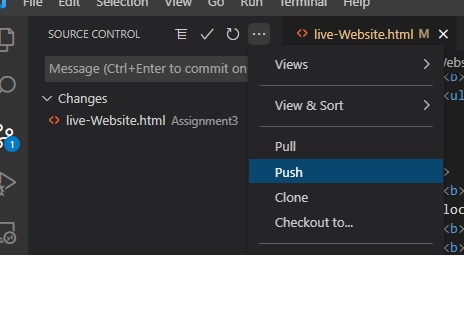 File Edit Selection View Go Run Terminal Help
SOURCE CONTROL
live-Website.html M
Message (Ctrl+Enter to commit on
Views
Changes
<b>
live-Website.html Assignment3
<ul
View & Sort
Pull
Push
Clone
<b>
Checkout to...
loc
<b>
<b>
1